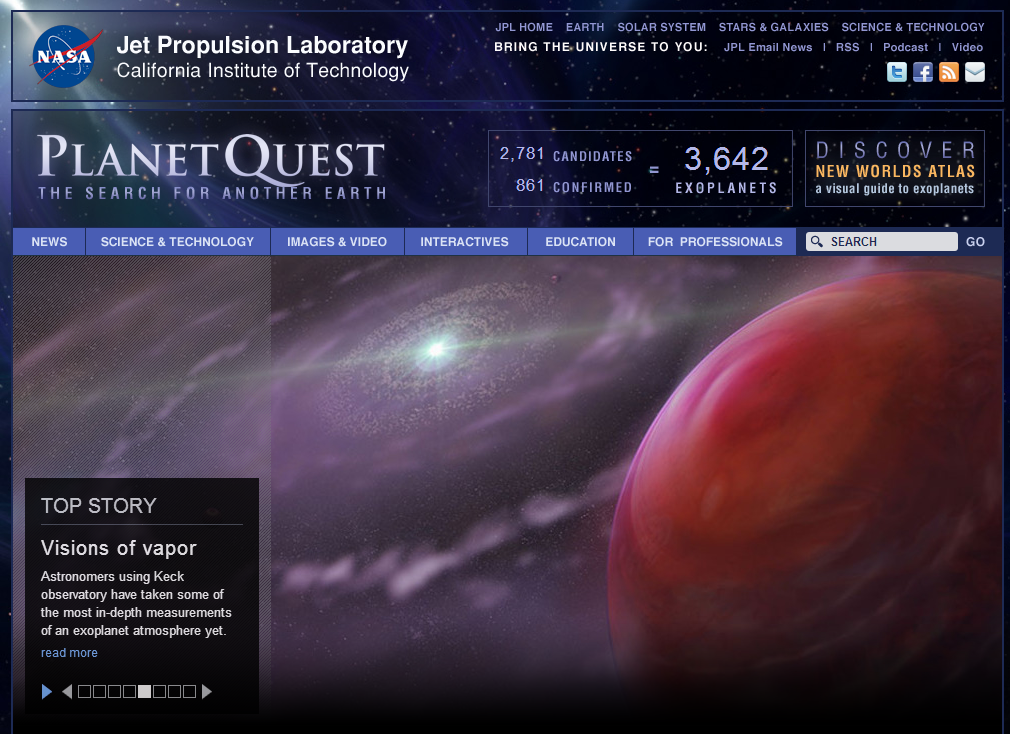 NASA
Jet Propulsion Laboratory
California Institute of Technology
JPL HOME EARTH SOLAR SYSTEM STARS & GALAXIES SCIENCE & TECHNOLOGY
BRING THE UNIVERSE TO YOU: JPL Email News | RSS | Podcast | Video
PLANETQUEST
THE SEARCH FOR ANOTHER EARTH
2,781 CANDIDATES
861 CONFIRMED
= 3,642
EXOPLANETS
DISCOVER
NEW WORLDS ATLAS
a visual guide to exoplanets
NEWS SCIENCE & TECHNOLOGY IMAGES & VIDEO INTERACTIVES EDUCATION FOR PROFESSIONALS SEARCH GO
TOP STORY
Visions of vapor
Astronomers using Keck
observatory have taken some of
the most in-depth measurements
of an exoplanet atmosphere yet.
read more